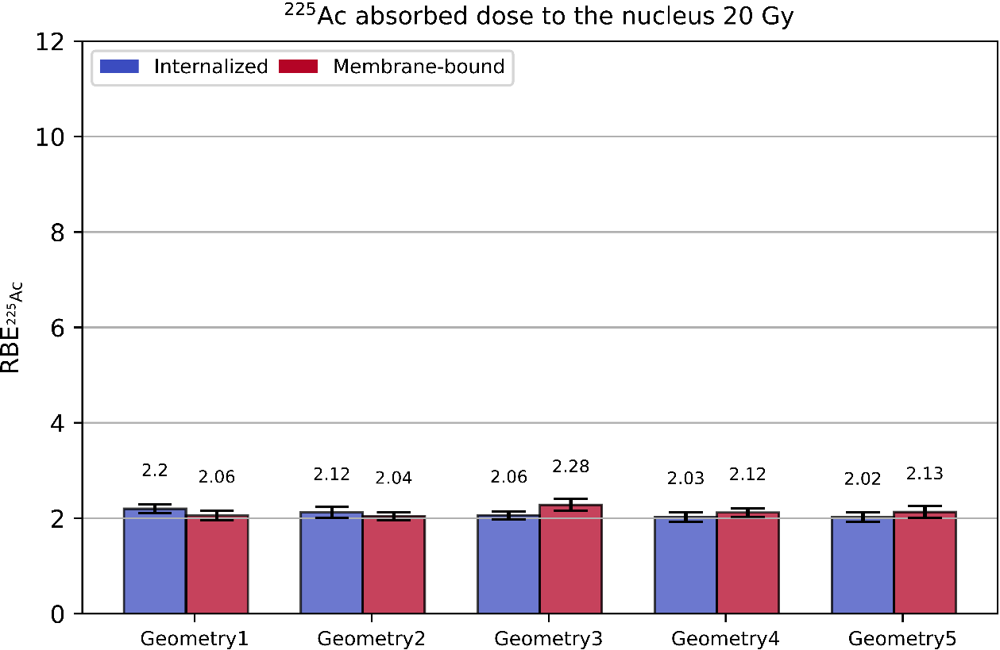 ²²⁵Ac absorbed dose to the nucleus 20 Gy
Internalized Membrane-bound
12
10
8
6
4
2
0
RBE²²⁵Ac
2.2 2.06 2.12 2.04 2.06 2.28 2.03 2.12 2.02 2.13
Geometry1 Geometry2 Geometry3 Geometry4 Geometry5